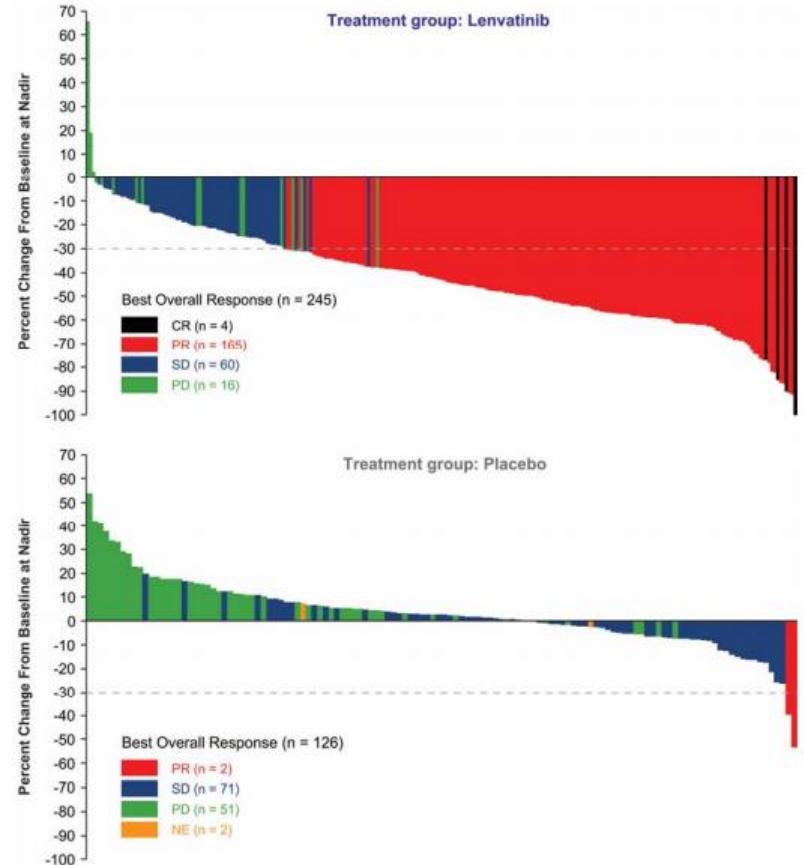 Treatment group: Lenvatinib
Percent Change From Baseline at Nadir
70
60
50
40
30
20
10
0
-10
-20
-30
-40
-50
-60
-70
-80
-90
-100
Best Overall Response (n = 245)
CR (n = 4)
PR (n = 165)
SD (n = 60)
PD (n = 16)
Treatment group: Placebo
Percent Change From Baseline at Nadir
70
60
50
40
30
20
10
0
-10
-20
-30
-40
-50
-60
-70
-80
-90
-100
Best Overall Response (n = 126)
PR (n = 2)
SD (n = 71)
PD (n = 51)
NE (n = 2)